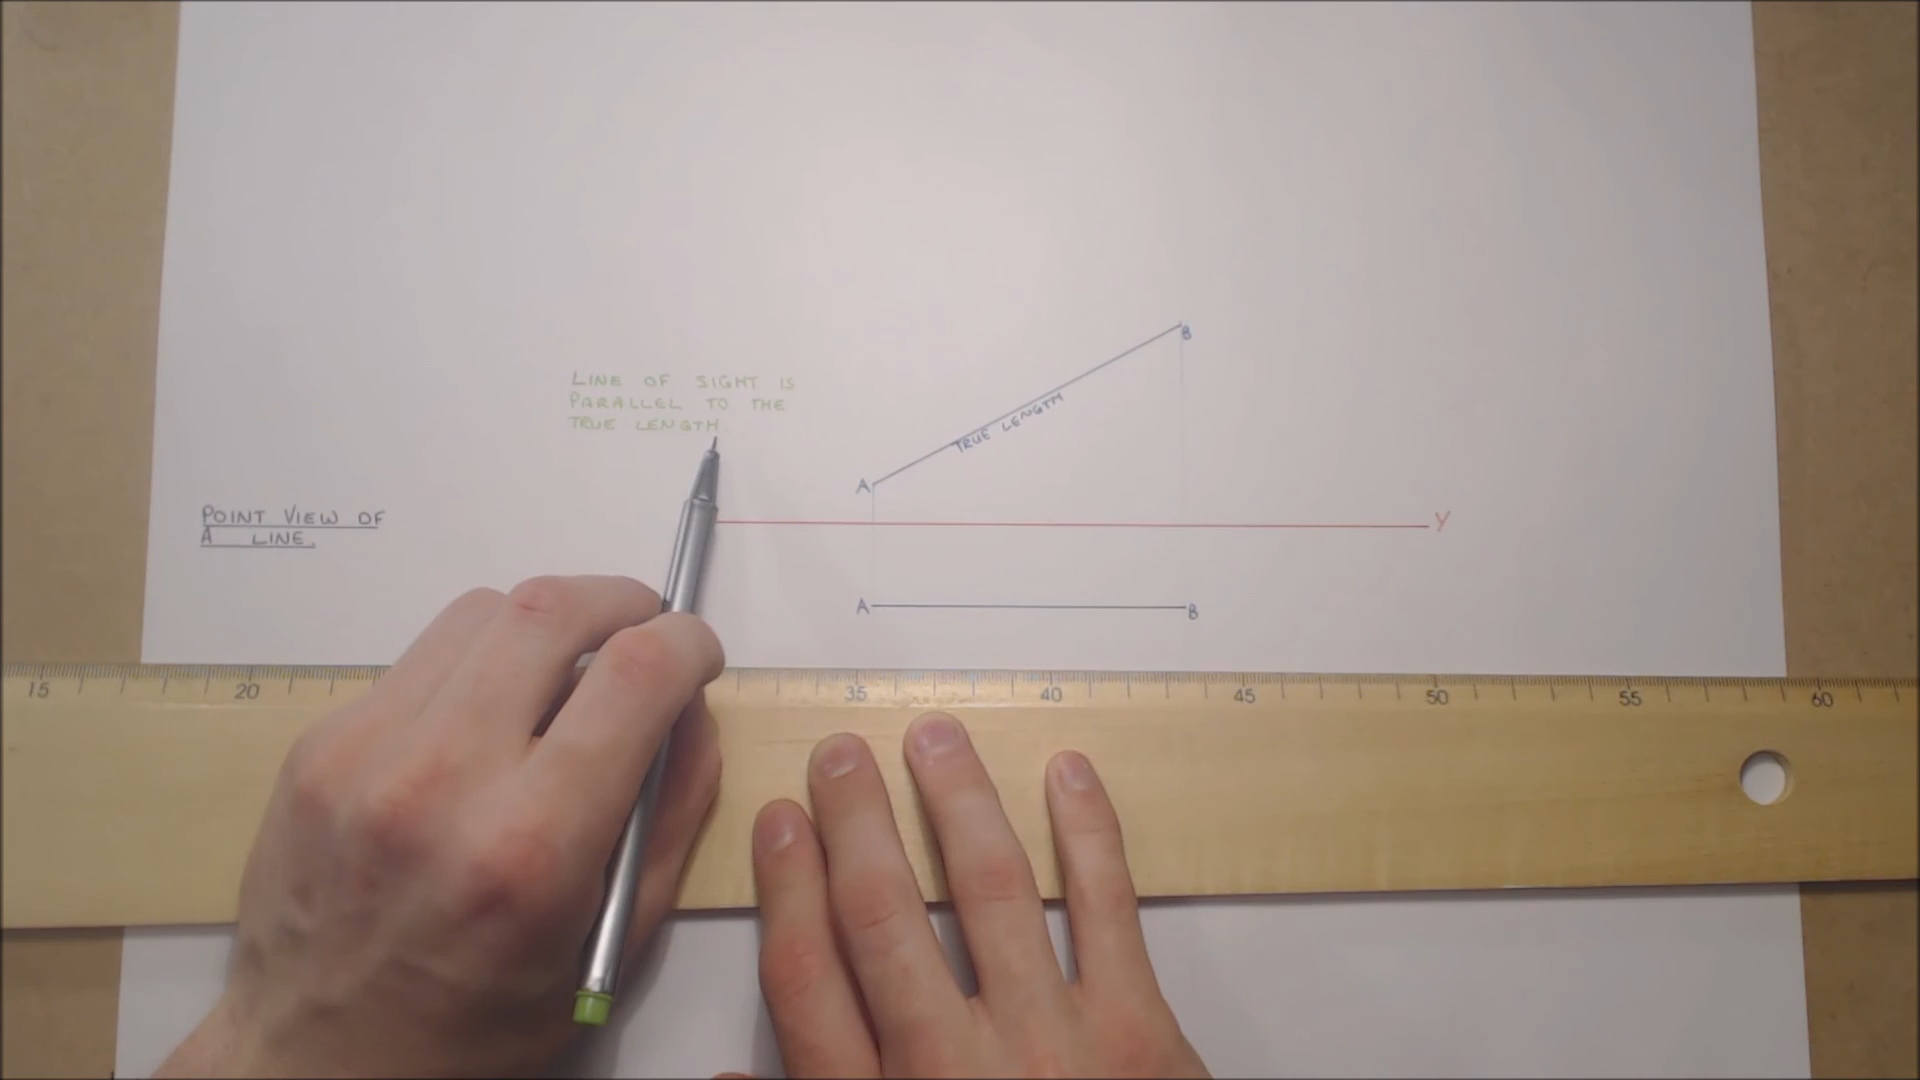 LINE OF SIGHT IS
PARALLEL TO THE
TRUE LENGTH.
B
TRUE LENGTH
A
POINT VIEW OF
A LINE.
Y
A
B
15 20 35 40 45 50 55 60